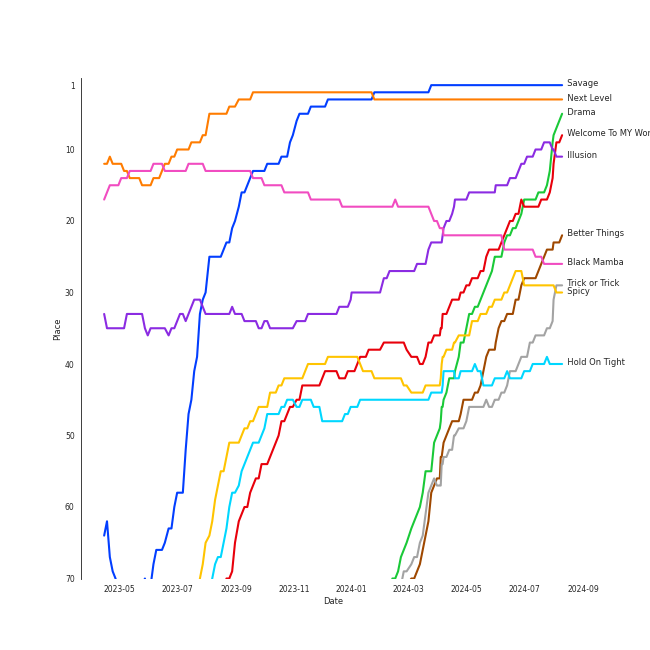 1
10
20
30
40
50
60
70
Place
Savage
Next Level
Drama
Welcome To MY Wor
Illusion
Better Things
Black Mamba
Trick or Trick
Spicy
Hold On Tight
2023-05
2023-07
2023-09
2023-11
2024-01
2024-03
2024-05
2024-07
2024-09
Date